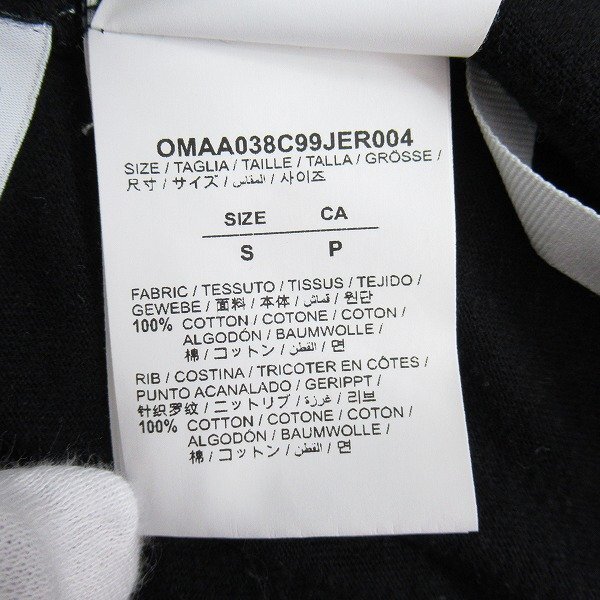 OMAA038C99JER004
SIZE / TAGLIA / TAILLE / TALLA / GRÖSSE /
尺寸 / サイズ / المقاس / 사이즈
SIZE CA
S P
FABRIC / TESSUTO / TISSUS / TEJIDO /
GEWEBE / 面料 / 本体 / قماش / 원단
100% COTTON / COTONE / COTON /
ALGODÓN / BAUMWOLLE /
棉 / コットン / القطن / 면
RIB / COSTINA / TRICOTER EN CÔTES /
PUNTO ACANALADO / GERIPPT /
针织罗纹 / ニットリブ / غرزة / 리브
100% COTTON / COTONE / COTON /
ALGODÓN / BAUMWOLLE /
棉 / コットン / القطن / 면